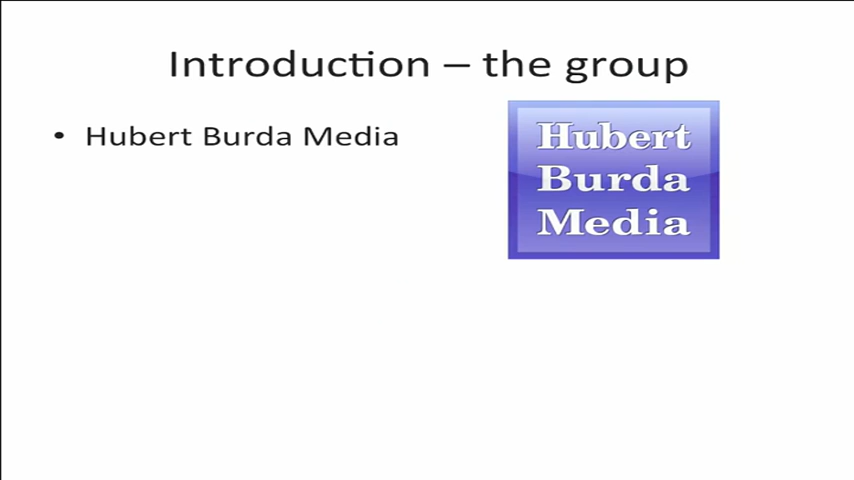 Introduction – the group
• Hubert Burda Media
Hubert
Burda
Media